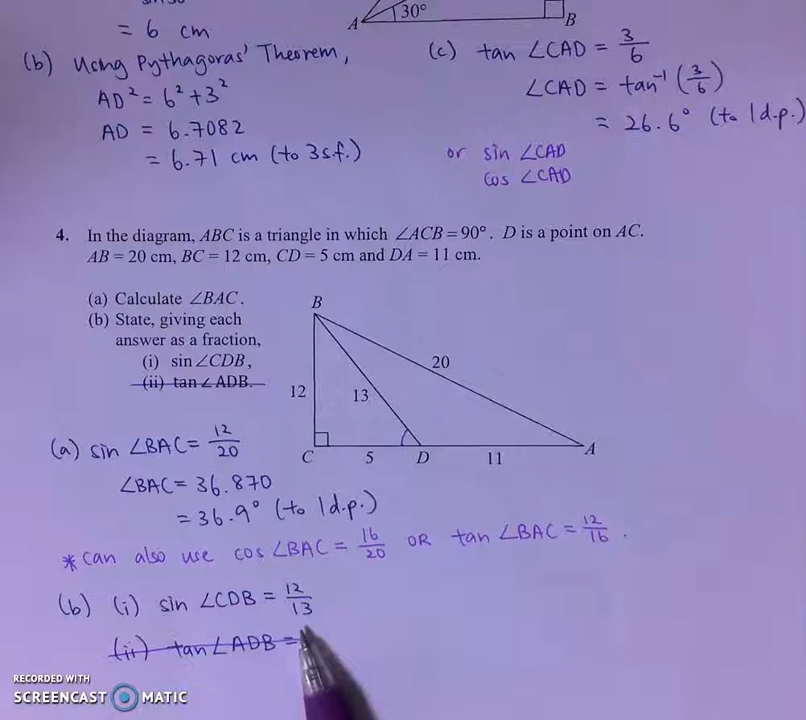 = 6 cm
A 30° B
(b) Using Pythagoras' Theorem,
AD² = 6² + 3²
AD = 6.7082
= 6.71 cm (to 3s.f.)
(c) tan ∠CAD = 3/6
∠CAD = tan⁻¹ (3/6)
= 26.6° (to 1d.p.)
or sin ∠CAD
cos ∠CAD
4. In the diagram, ABC is a triangle in which ∠ACB = 90°. D is a point on AC.
AB = 20 cm, BC = 12 cm, CD = 5 cm and DA = 11 cm.
(a) Calculate ∠BAC.
(b) State, giving each
answer as a fraction,
(i) sin ∠CDB,
(ii) tan ∠ADB.
B
20
12
13
C 5 D 11 A
(a) sin ∠BAC = 12/20
∠BAC = 36.870
= 36.9° (to 1d.p.)
* can also use cos ∠BAC = 16/20 OR tan ∠BAC = 12/16 .
(b) (i) sin ∠CDB = 12/13
(ii) tan ∠ADB =
RECORDED WITH
SCREENCAST MATIC